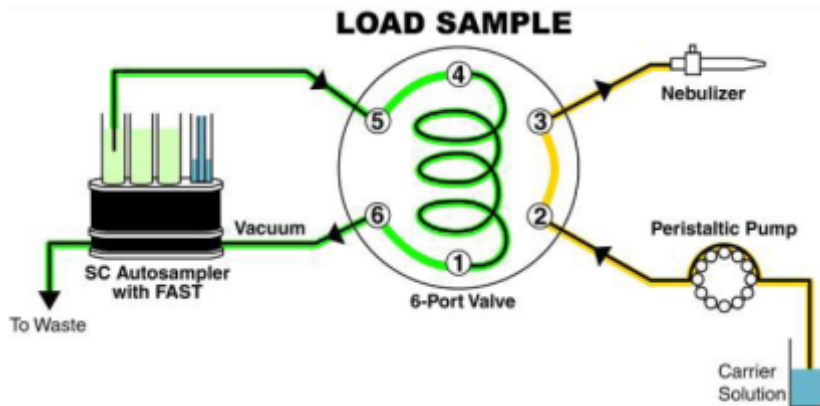 LOAD SAMPLE
4
5
3
Nebulizer
6
2
Vacuum
1
Peristaltic Pump
SC Autosampler
with FAST
6-Port Valve
To Waste
Carrier
Solution